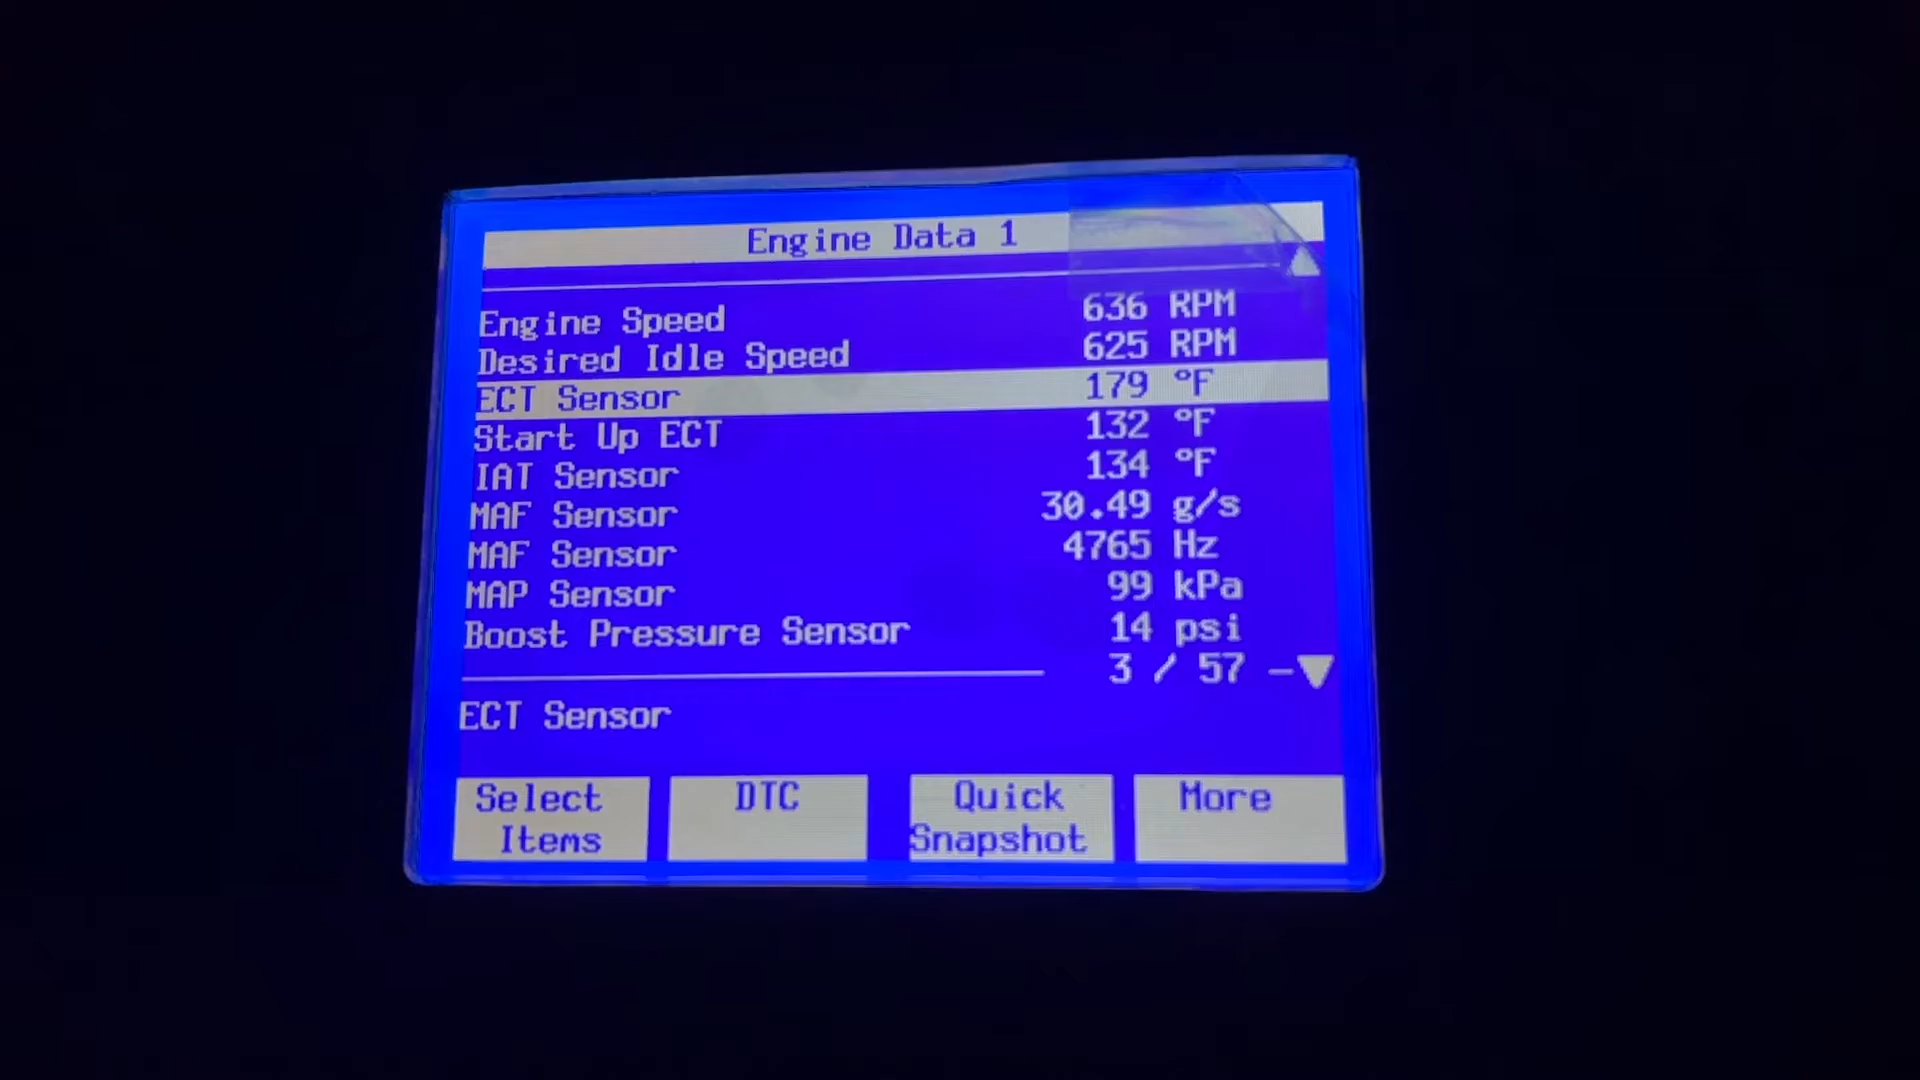 Engine Data 1
Engine Speed 636 RPM
Desired Idle Speed 625 RPM
ECT Sensor 179 °F
Start Up ECT 132 °F
IAT Sensor 134 °F
MAF Sensor 30.49 g/s
MAF Sensor 4765 Hz
MAP Sensor 99 kPa
Boost Pressure Sensor 14 psi
3 / 57
ECT Sensor
Select Items
DTC
Quick Snapshot
More